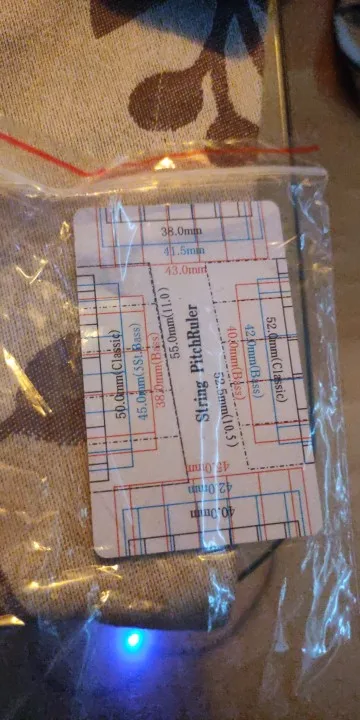 38.0mm
41.5mm
43.0mm
50.0mm(Classic)
45.0mm(5St.Bass)
38.0mm(Bass)
55.0mm(11.0)
String PitchRuler
52.5mm(10.5)
40.0mm(Bass)
42.0mm(Bass)
52.0mm(Classic)
45.0mm
42.0mm
40.0mm